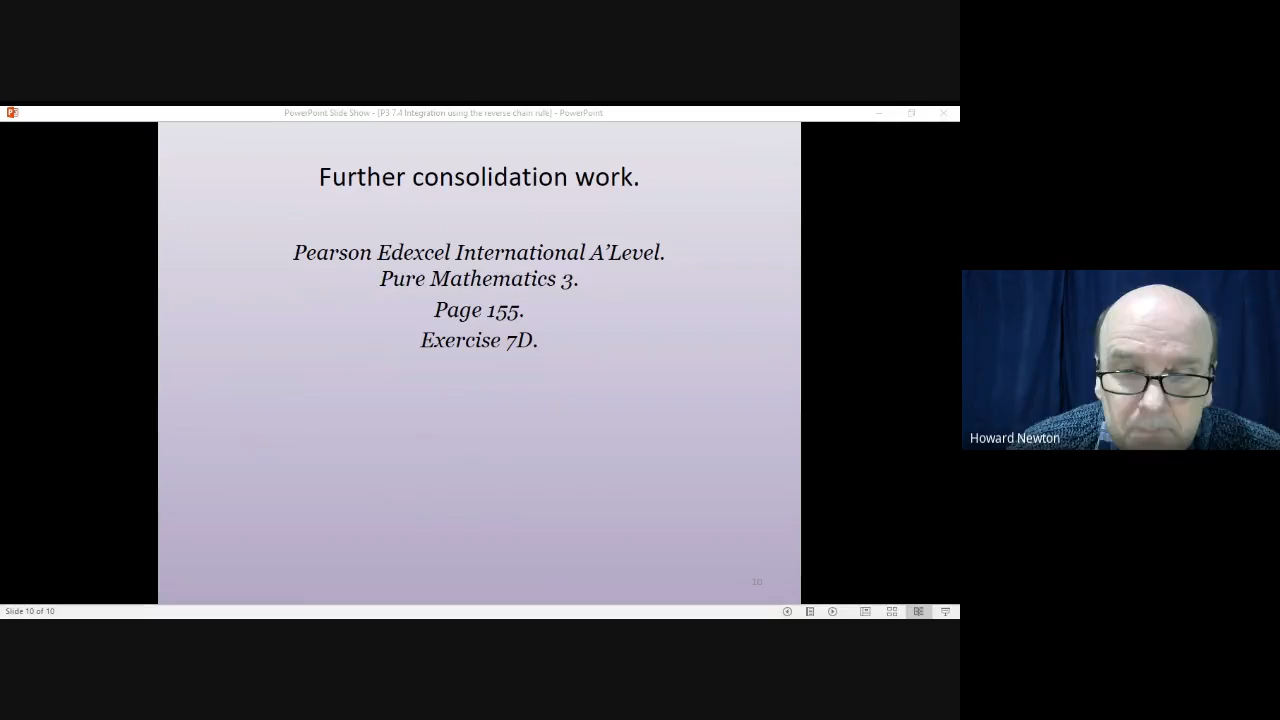 PowerPoint Slide Show - [P3 7.4 Integration using the reverse chain rule] - PowerPoint
Further consolidation work.
Pearson Edexcel International A’Level.
Pure Mathematics 3.
Page 155.
Exercise 7D.
Howard Newton
10
Slide 10 of 10